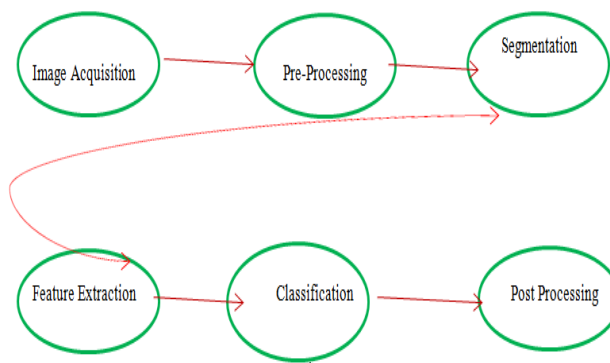 Image Acquisition
Pre-Processing
Segmentation
Feature Extraction
Classification
Post Processing